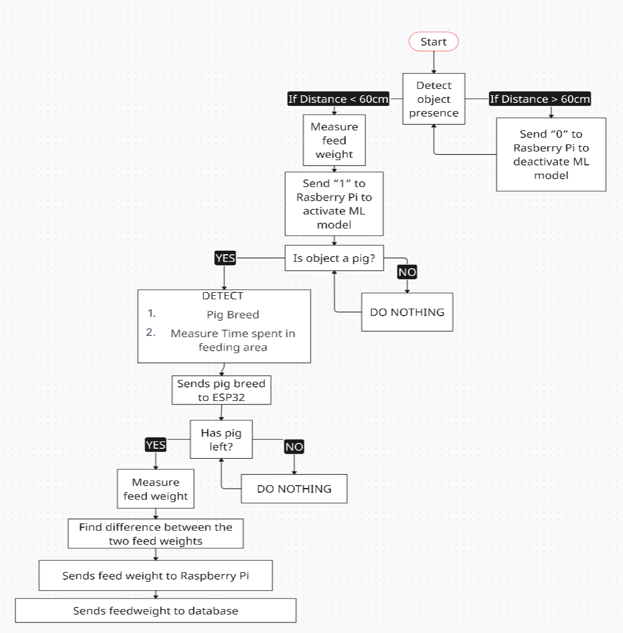 Start
Detect
object
presence
If Distance < 60cm
If Distance > 60cm
Measure
feed
weight
Send “0” to
Rasberry Pi to
deactivate ML
model
Send “1” to
Rasberry Pi to
activate ML
model
Is object a pig?
YES
NO
DETECT
1. Pig Breed
2. Measure Time spent in
feeding area
DO NOTHING
Sends pig breed
to ESP32
Has pig
left?
YES
NO
Measure
feed weight
DO NOTHING
Find difference between the
two feed weights
Sends feed weight to Raspberry Pi
Sends feedweight to database